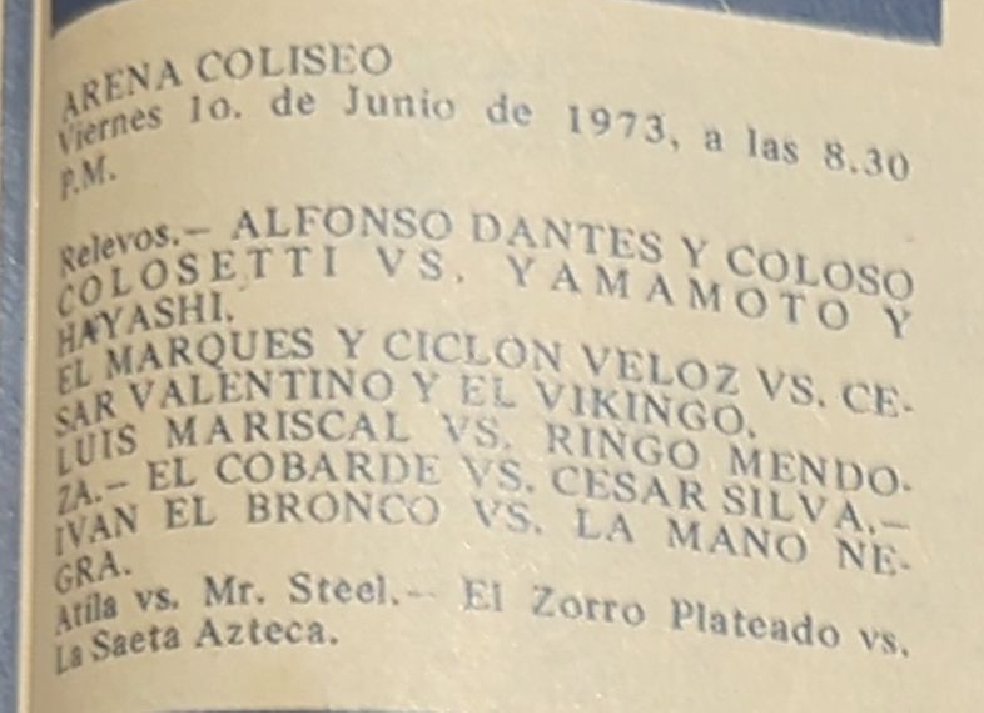 ARENA COLISEO
Viernes 1o. de Junio de 1973, a las 8.30
P.M.
Relevos.— ALFONSO DANTES Y COLOSO
COLOSETTI VS. YAMAMOTO Y
HAYASHI.
EL MARQUES Y CICLON VELOZ VS. CE-
SAR VALENTINO Y EL VIKINGO.
LUIS MARISCAL VS. RINGO MENDO-
ZA.— EL COBARDE VS. CESAR SILVA.—
IVAN EL BRONCO VS. LA MANO NE-
GRA.
Atila vs. Mr. Steel.— El Zorro Plateado vs.
La Saeta Azteca.